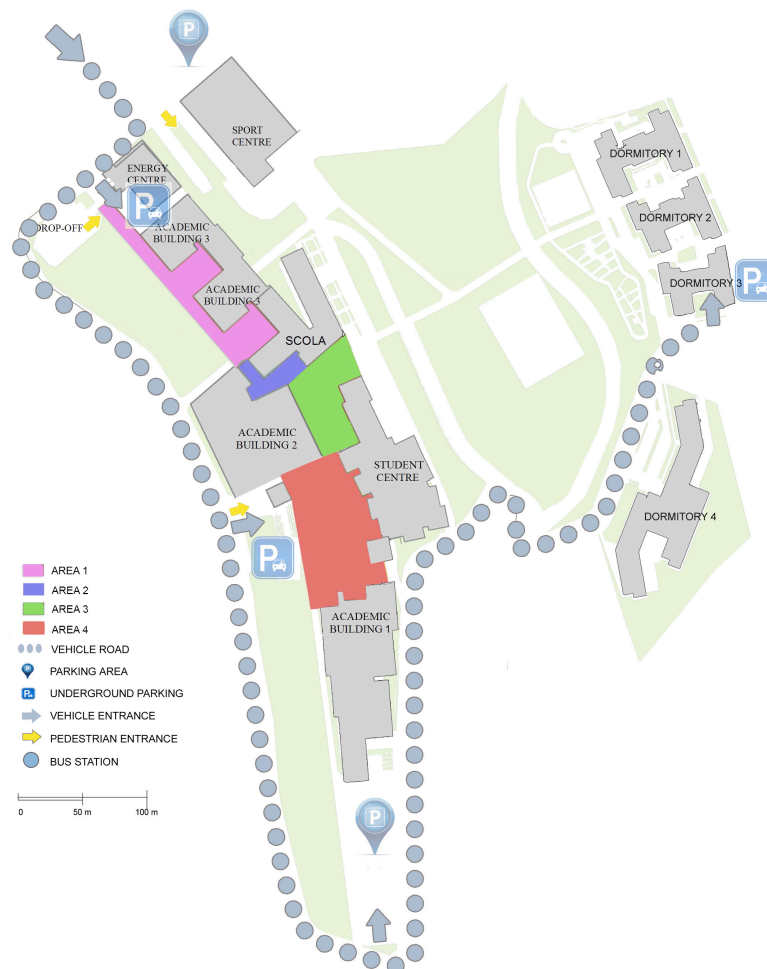 P
SPORT
CENTRE
ENERGY
CENTRE
P
DROP-OFF
ACADEMIC
BUILDING 3
ACADEMIC
BUILDING 3
SCOLA
ACADEMIC
BUILDING 2
STUDENT
CENTRE
DORMITORY 1
DORMITORY 2
DORMITORY 3
P
DORMITORY 4
P
ACADEMIC
BUILDING 1
P
AREA 1
AREA 2
AREA 3
AREA 4
VEHICLE ROAD
P
PARKING AREA
P
UNDERGROUND PARKING
VEHICLE ENTRANCE
PEDESTRIAN ENTRANCE
BUS STATION
0 50 m 100 m